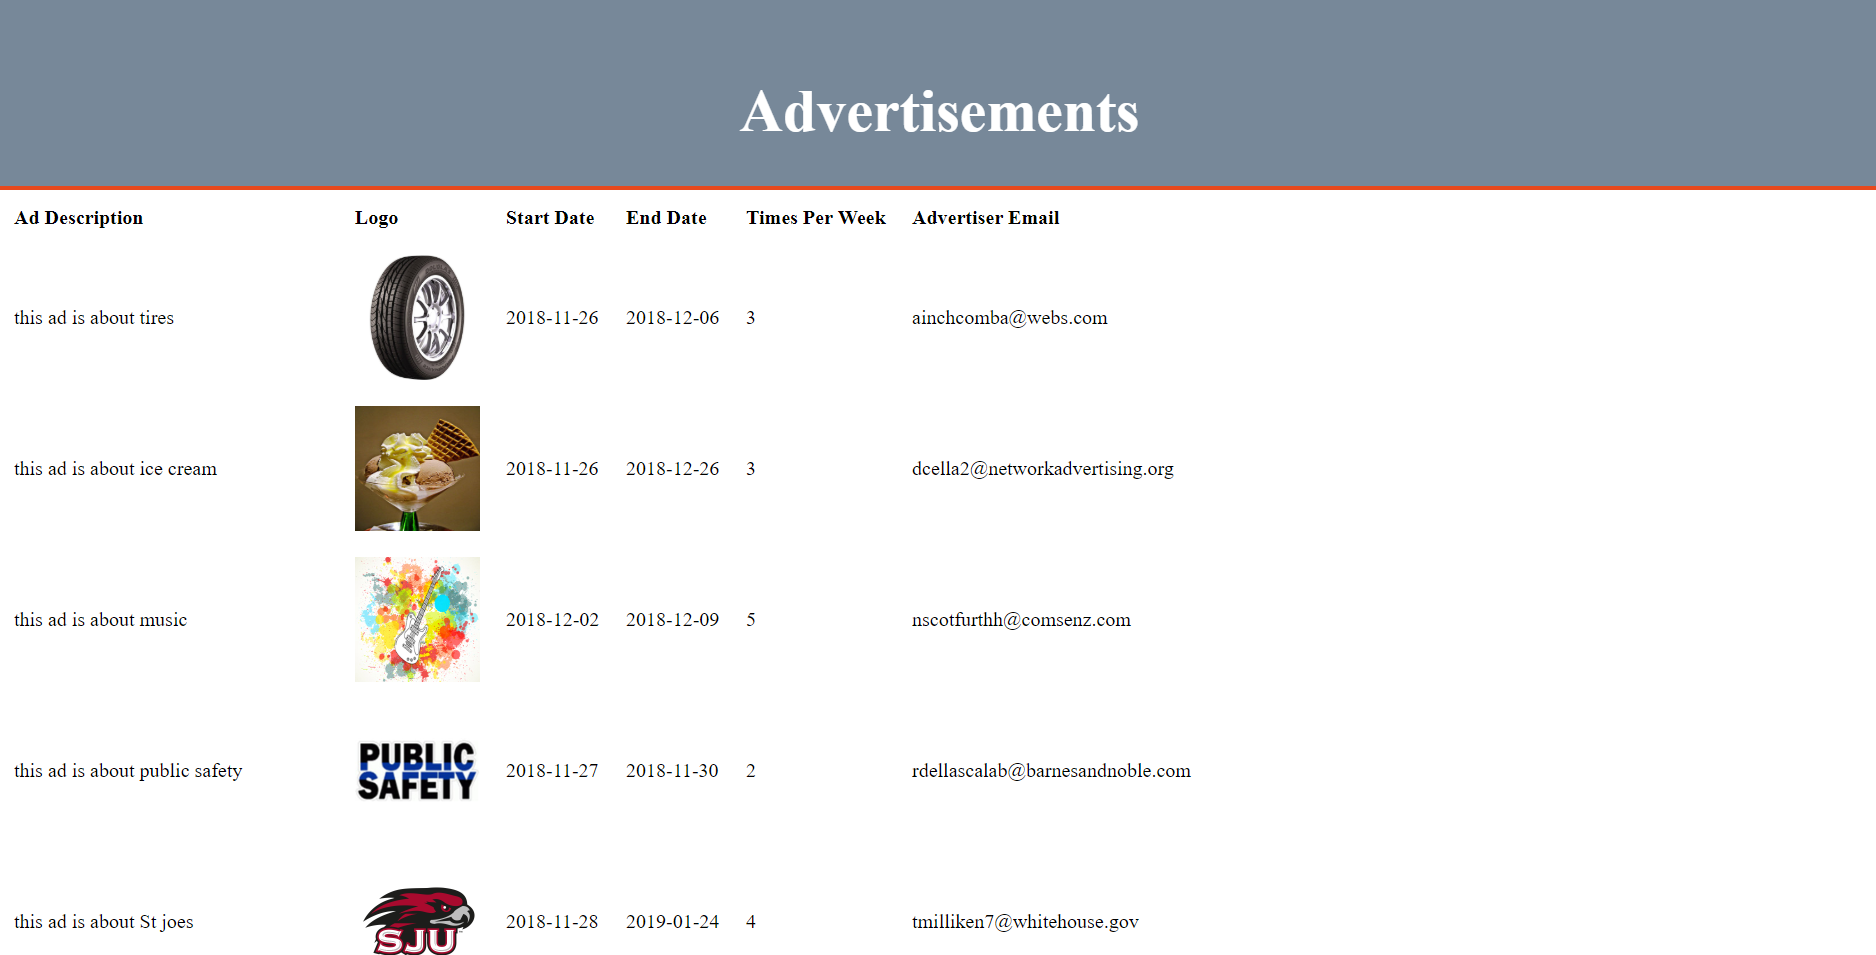 Advertisements
Ad Description Logo Start Date End Date Times Per Week Advertiser Email
this ad is about tires 2018-11-26 2018-12-06 3 ainchcomba@webs.com
this ad is about ice cream 2018-11-26 2018-12-26 3 dcella2@networkadvertising.org
this ad is about music 2018-12-02 2018-12-09 5 nscotfurthh@comsenz.com
PUBLIC
this ad is about public safety 2018-11-27 2018-11-30 2 rdellascalab@barnesandnoble.com
SAFETY
this ad is about St joes 2018-11-28 2019-01-24 4 tmilliken7@whitehouse.gov
SJU